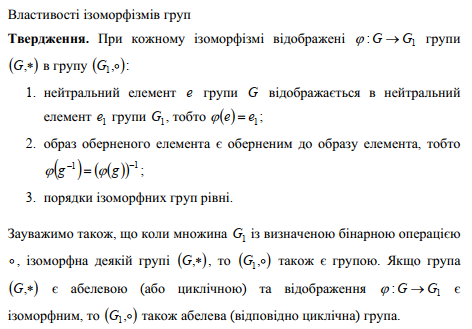 Властивості ізоморфізмів груп
Твердження. При кожному ізоморфізмі відображені φ : G → G₁ групи
(G,∗) в групу (G₁,∘):
1. нейтральний елемент e групи G відображається в нейтральний
елемент e₁ групи G₁, тобто φ(e) = e₁;
2. образ оберненого елемента є оберненим до образу елемента, тобто
φ(g⁻¹) = (φ(g))⁻¹;
3. порядки ізоморфних груп рівні.
Зауважимо також, що коли множина G₁ із визначеною бінарною операцією
∘, ізоморфна деякій групі (G,∗), то (G₁,∘) також є групою. Якщо група
(G,∗) є абелевою (або циклічною) та відображення φ : G → G₁ є
ізоморфним, то (G₁,∘) також абелева (відповідно циклічна) група.